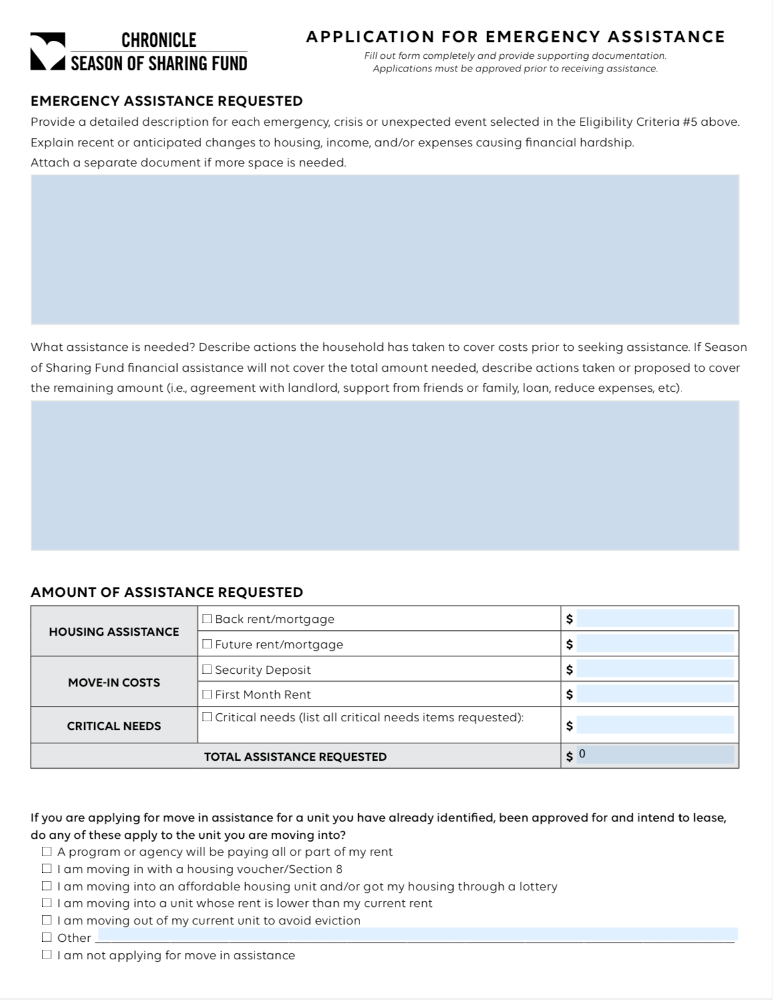 CHRONICLE
SEASON OF SHARING FUND
APPLICATION FOR EMERGENCY ASSISTANCE
Fill out form completely and provide supporting documentation.
Applications must be approved prior to receiving assistance.
EMERGENCY ASSISTANCE REQUESTED
Provide a detailed description for each emergency, crisis or unexpected event selected in the Eligibility Criteria #5 above.
Explain recent or anticipated changes to housing, income, and/or expenses causing financial hardship.
Attach a separate document if more space is needed.
What assistance is needed? Describe actions the household has taken to cover costs prior to seeking assistance. If Season
of Sharing Fund financial assistance will not cover the total amount needed, describe actions taken or proposed to cover
the remaining amount (i.e., agreement with landlord, support from friends or family, loan, reduce expenses, etc).
AMOUNT OF ASSISTANCE REQUESTED
HOUSING ASSISTANCE
Back rent/mortgage $
Future rent/mortgage $
MOVE-IN COSTS
Security Deposit $
First Month Rent $
CRITICAL NEEDS
Critical needs (list all critical needs items requested): $
TOTAL ASSISTANCE REQUESTED $ 0
If you are applying for move in assistance for a unit you have already identified, been approved for and intend to lease,
do any of these apply to the unit you are moving into?
A program or agency will be paying all or part of my rent
I am moving in with a housing voucher/Section 8
I am moving into an affordable housing unit and/or got my housing through a lottery
I am moving into a unit whose rent is lower than my current rent
I am moving out of my current unit to avoid eviction
Other
I am not applying for move in assistance